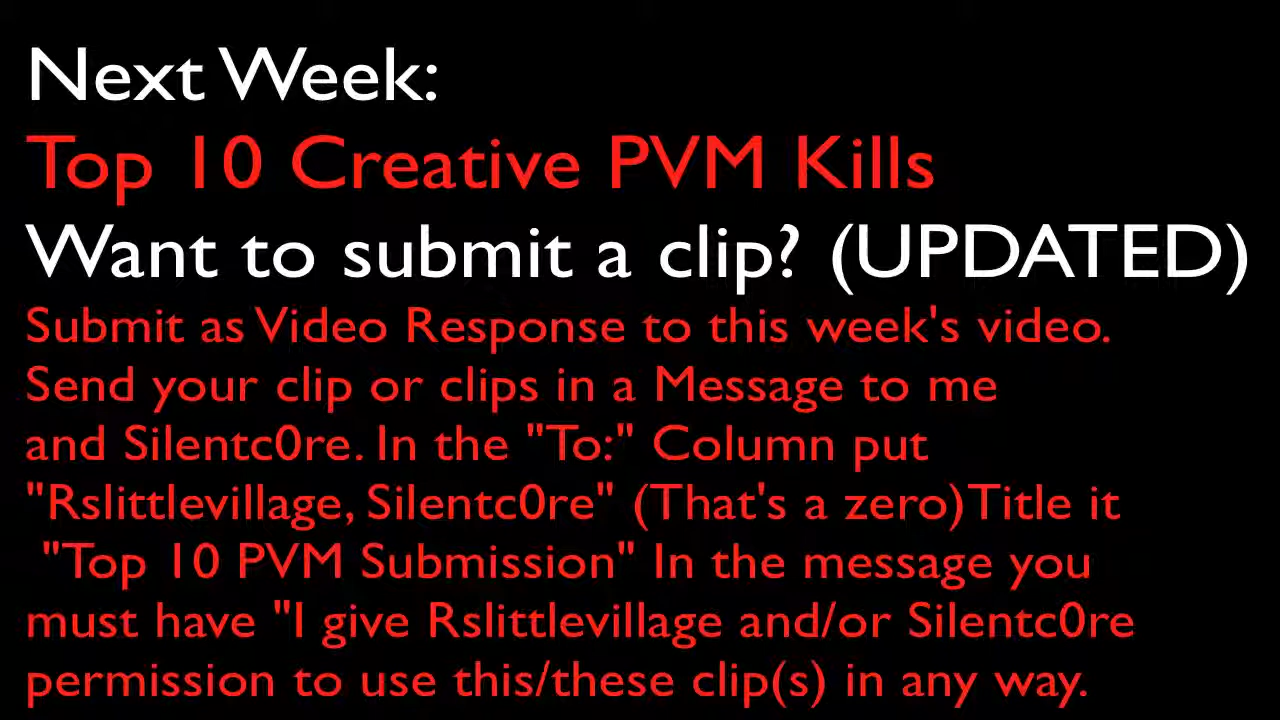 Next Week:
Top 10 Creative PVM Kills
Want to submit a clip? (UPDATED)
Submit as Video Response to this week's video.
Send your clip or clips in a Message to me
and Silentc0re. In the "To:" Column put
"Rslittlevillage, Silentc0re" (That's a zero) Title it
"Top 10 PVM Submission" In the message you
must have "I give Rslittlevillage and/or Silentc0re
permission to use this/these clip(s) in any way.